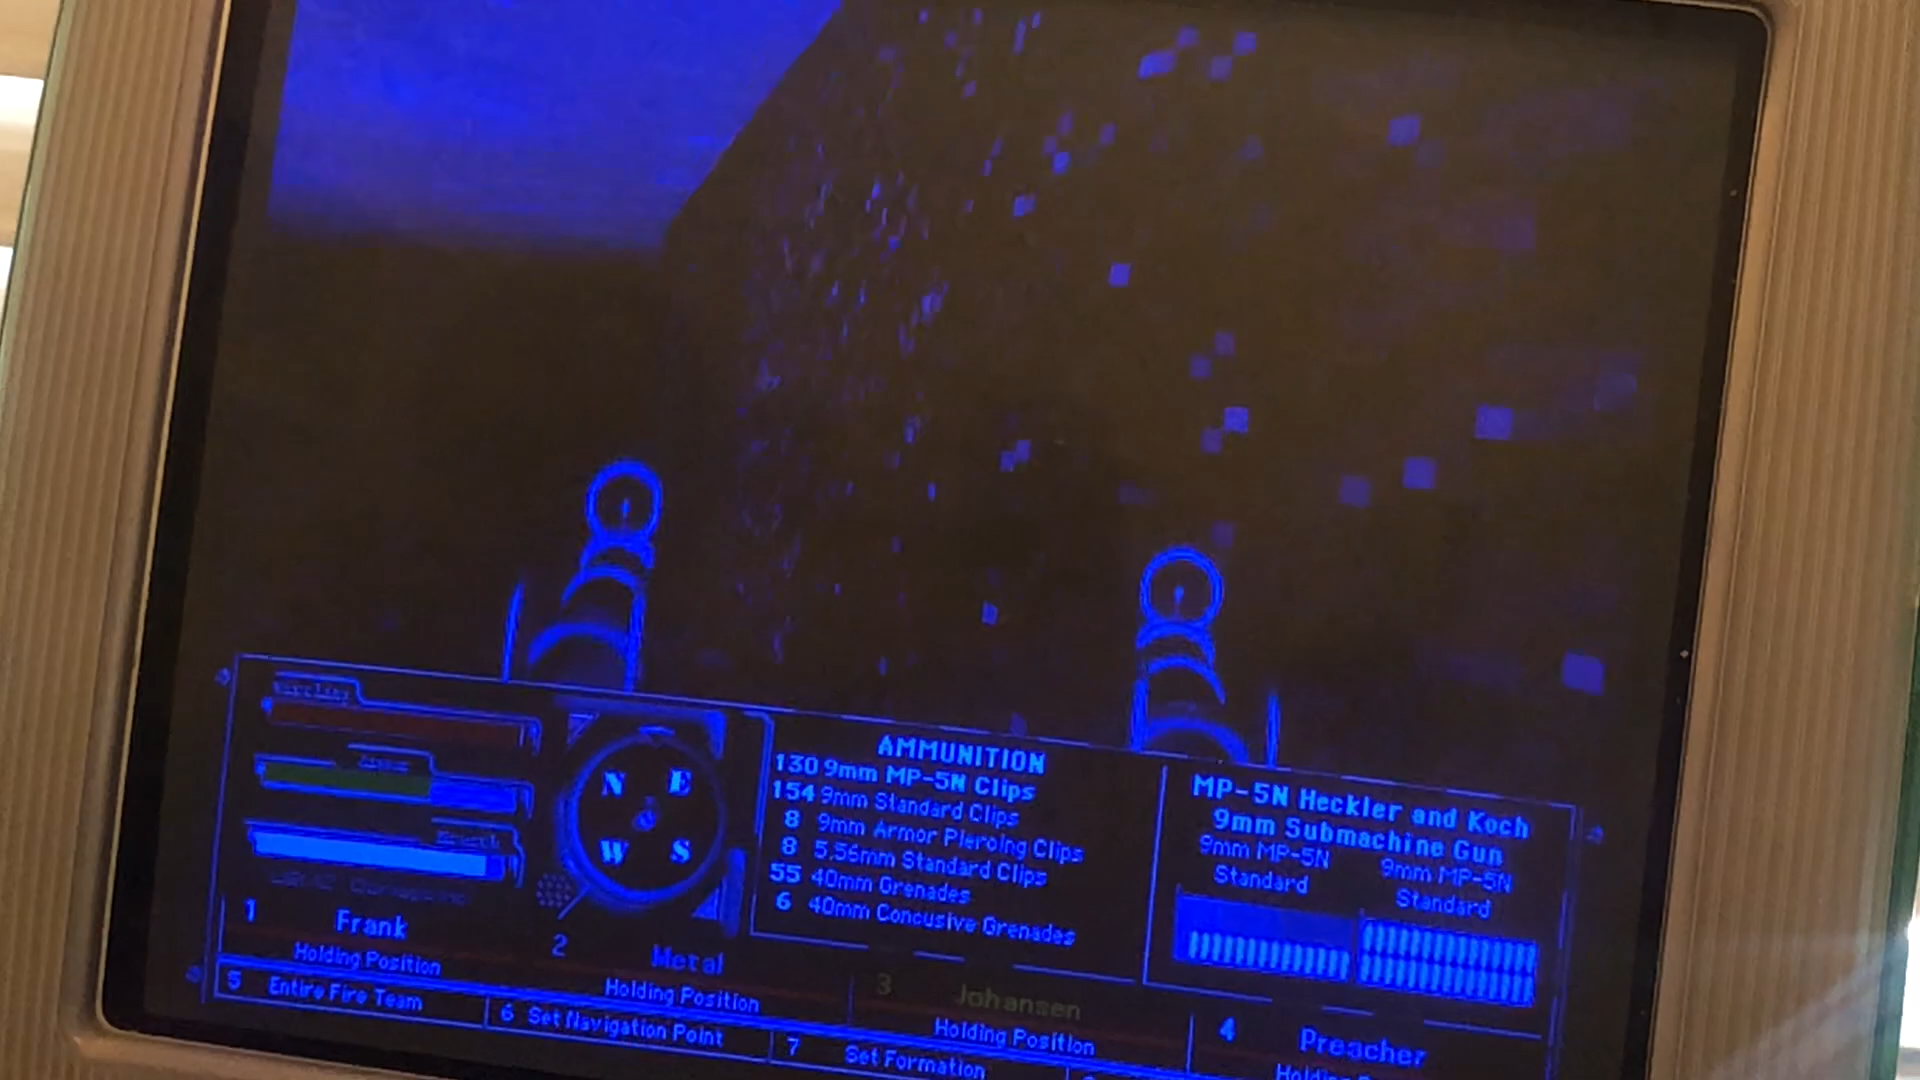 AMMUNITION
130 9mm MP-5N Clips
154 9mm Standard Clips
8 9mm Armor Piercing Clips
8 5.56mm Standard Clips
55 40mm Grenades
6 40mm Concusive Grenades
MP-5N Heckler and Koch
9mm Submachine Gun
9mm MP-5N
Standard
9mm MP-5N
Standard
N E
W S
1 Frank
Holding Position
2 Metal
Holding Position
3 Johansen
Holding Position
4 Preacher
Holding
5 Entire Fire Team
6 Set Navigation Point
7 Set Formation